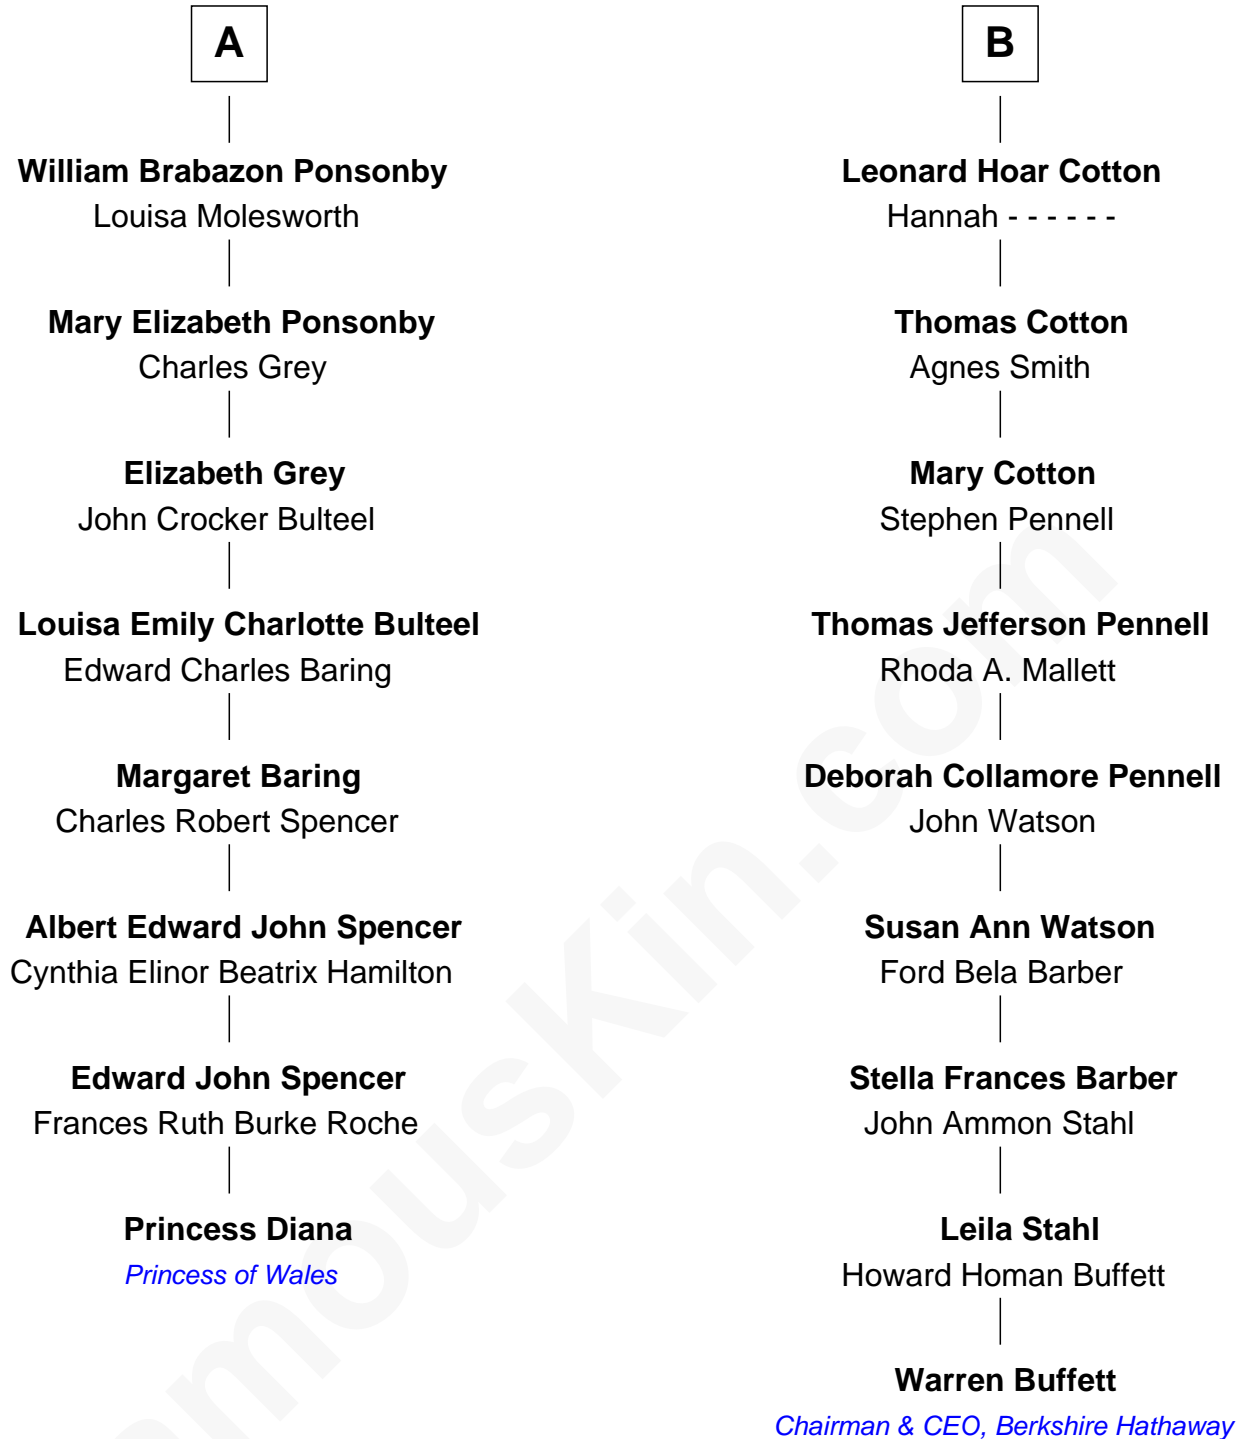 A
William Brabazon Ponsonby
Louisa Molesworth
Mary Elizabeth Ponsonby
Charles Grey
Elizabeth Grey
John Crocker Bulteel
Louisa Emily Charlotte Bulteel
Edward Charles Baring
Margaret Baring
Charles Robert Spencer
Albert Edward John Spencer
Cynthia Elinor Beatrix Hamilton
Edward John Spencer
Frances Ruth Burke Roche
Princess Diana
Princess of Wales
B
Leonard Hoar Cotton
Hannah - - - - - -
Thomas Cotton
Agnes Smith
Mary Cotton
Stephen Pennell
Thomas Jefferson Pennell
Rhoda A. Mallett
Deborah Collamore Pennell
John Watson
Susan Ann Watson
Ford Bela Barber
Stella Frances Barber
John Ammon Stahl
Leila Stahl
Howard Homan Buffett
Warren Buffett
Chairman & CEO, Berkshire Hathaway
amouskin.com